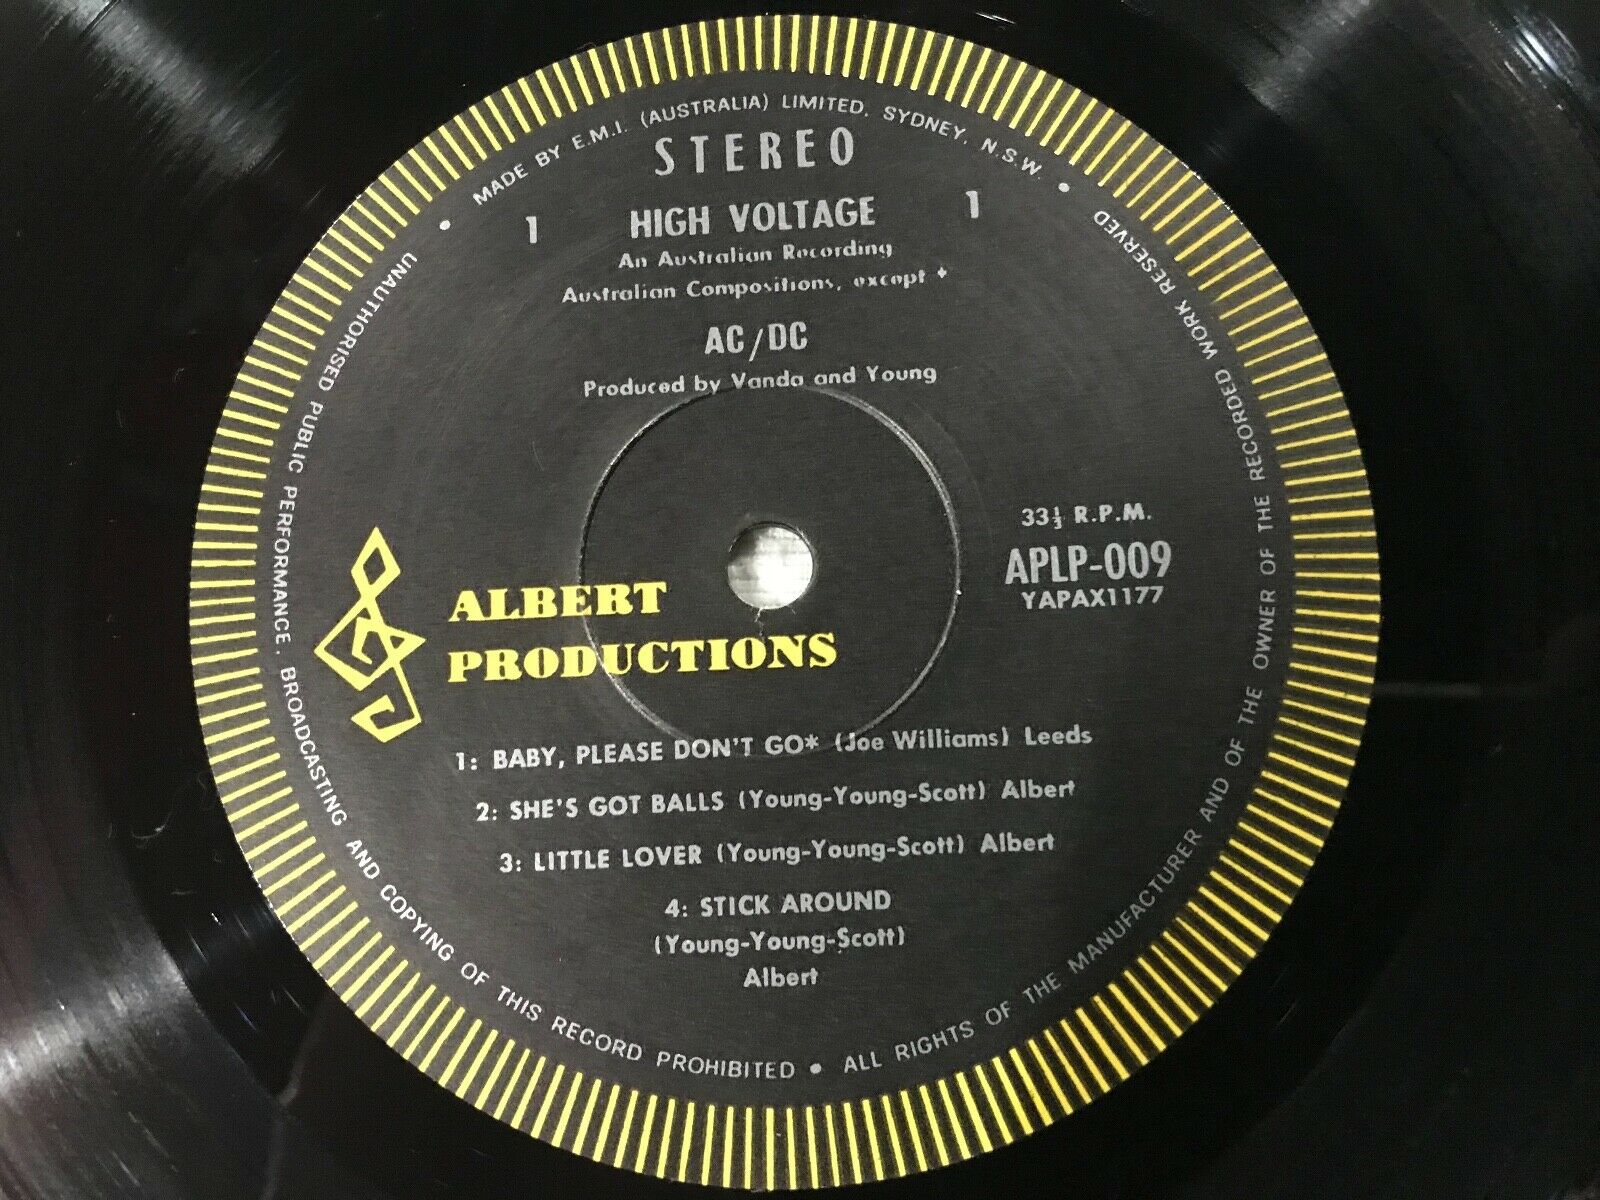 MADE BY E.M.I. (AUSTRALIA) LIMITED, SYDNEY, N.S.W. •
STEREO
1 HIGH VOLTAGE 1
An Australian Recording
Australian Compositions, except *
AC/DC
Produced by Vanda and Young
33⅓ R.P.M.
APLP-009
YAPAX1177
ALBERT
PRODUCTIONS
1: BABY, PLEASE DON'T GO* (Joe Williams) Leeds
2: SHE'S GOT BALLS (Young-Young-Scott) Albert
3: LITTLE LOVER (Young-Young-Scott) Albert
4: STICK AROUND
(Young-Young-Scott)
Albert
UNAUTHORISED PUBLIC PERFORMANCE, BROADCASTING AND COPYING OF THIS RECORD PROHIBITED • ALL RIGHTS OF THE MANUFACTURER AND OF THE OWNER OF THE RECORDED WORK RESERVED •